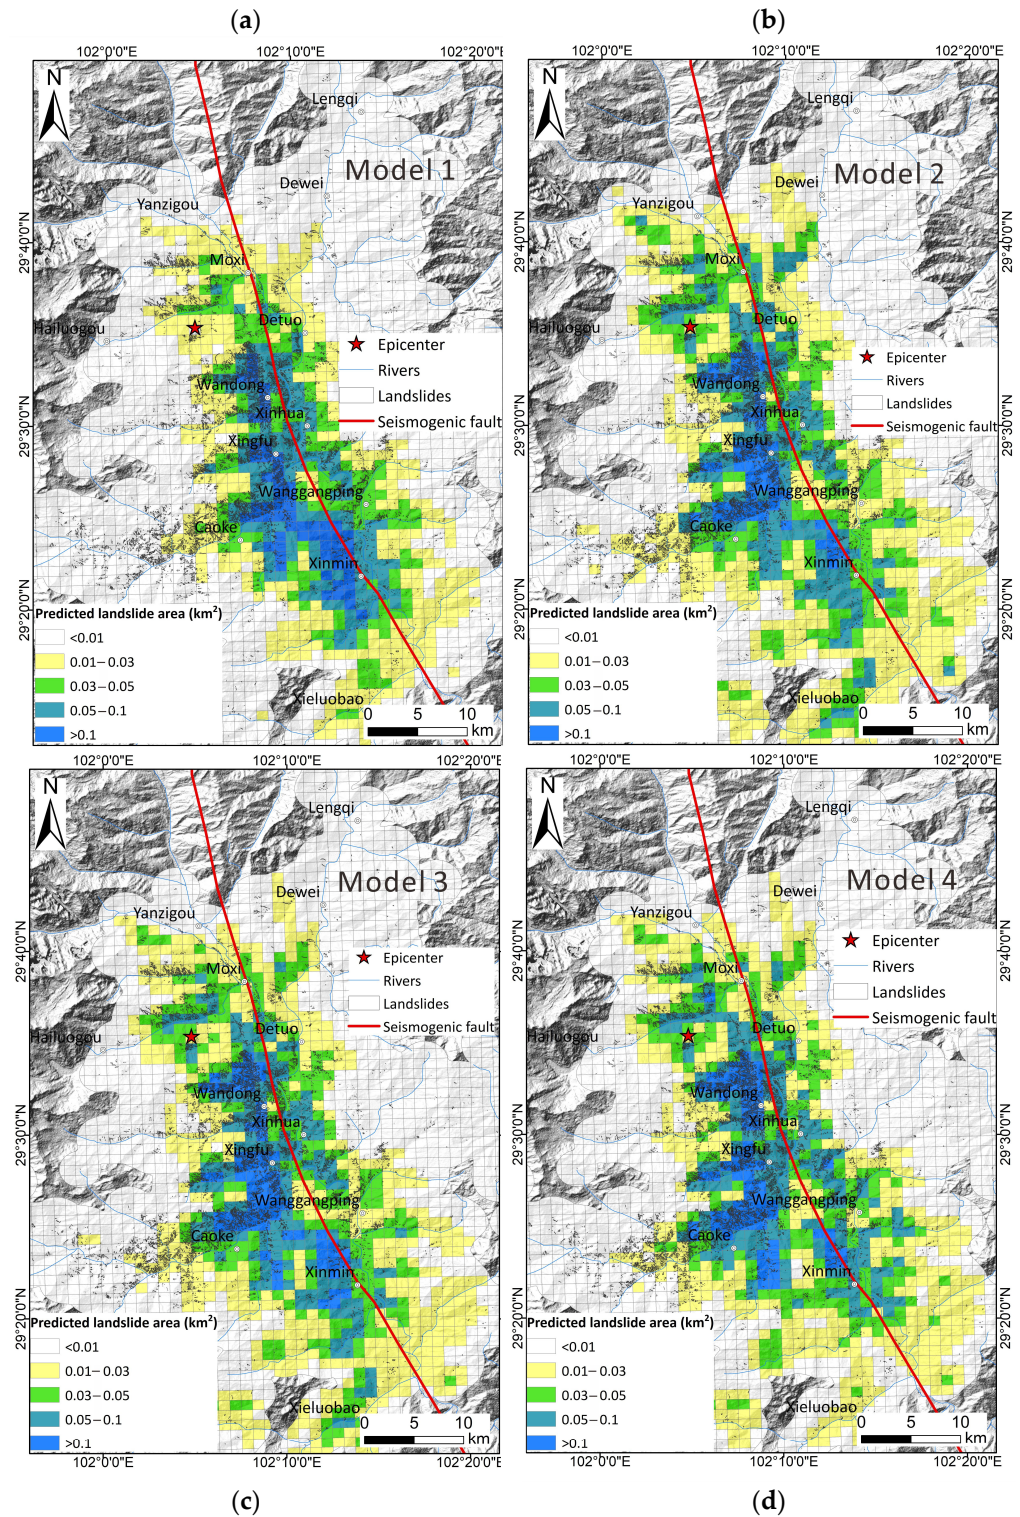 (a)
102°0'0"E 102°10'0"E 102°20'0"E
N
Lengqi
Model 1
Dewei
Yanzigou
Moxi
Detuo
Hailuogou
Epicenter
Rivers
Landslides
Seismogenic fault
Wandong
Xinhua
Xingfu
Wanggangping
Caoke
Xinmin
Xieluobao
29°40'0"N
29°30'0"N
29°20'0"N
Predicted landslide area (km²)
<0.01
0.01–0.03
0.03–0.05
0.05–0.1
>0.1
0 5 10
km
(b)
102°0'0"E 102°10'0"E 102°20'0"E
N
Lengqi
Model 2
Dewei
Yanzigou
Moxi
Detuo
Hailuogou
Epicenter
Rivers
Landslides
Seismogenic fault
Wandong
Xinhua
Xingfu
Wanggangping
Caoke
Xinmin
Xieluobao
29°40'0"N
29°30'0"N
29°20'0"N
Predicted landslide area (km²)
<0.01
0.01–0.03
0.03–0.05
0.05–0.1
>0.1
0 5 10
km
102°0'0"E 102°10'0"E 102°20'0"E
N
Lengqi
Model 3
Dewei
Yanzigou
Moxi
Detuo
Hailuogou
Epicenter
Rivers
Landslides
Seismogenic fault
Wandong
Xinhua
Xingfu
Wanggangping
Caoke
Xinmin
Xieluobao
29°40'0"N
29°30'0"N
29°20'0"N
Predicted landslide area (km²)
<0.01
0.01–0.03
0.03–0.05
0.05–0.1
>0.1
0 5 10
km
102°0'0"E 102°10'0"E 102°20'0"E
(c)
102°0'0"E 102°10'0"E 102°20'0"E
N
Lengqi
Model 4
Dewei
Yanzigou
Moxi
Detuo
Hailuogou
Epicenter
Rivers
Landslides
Seismogenic fault
Wandong
Xinhua
Xingfu
Wanggangping
Caoke
Xinmin
Xieluobao
29°40'0"N
29°30'0"N
29°20'0"N
Predicted landslide area (km²)
<0.01
0.01–0.03
0.03–0.05
0.05–0.1
>0.1
0 5 10
km
102°0'0"E 102°10'0"E 102°20'0"E
(d)